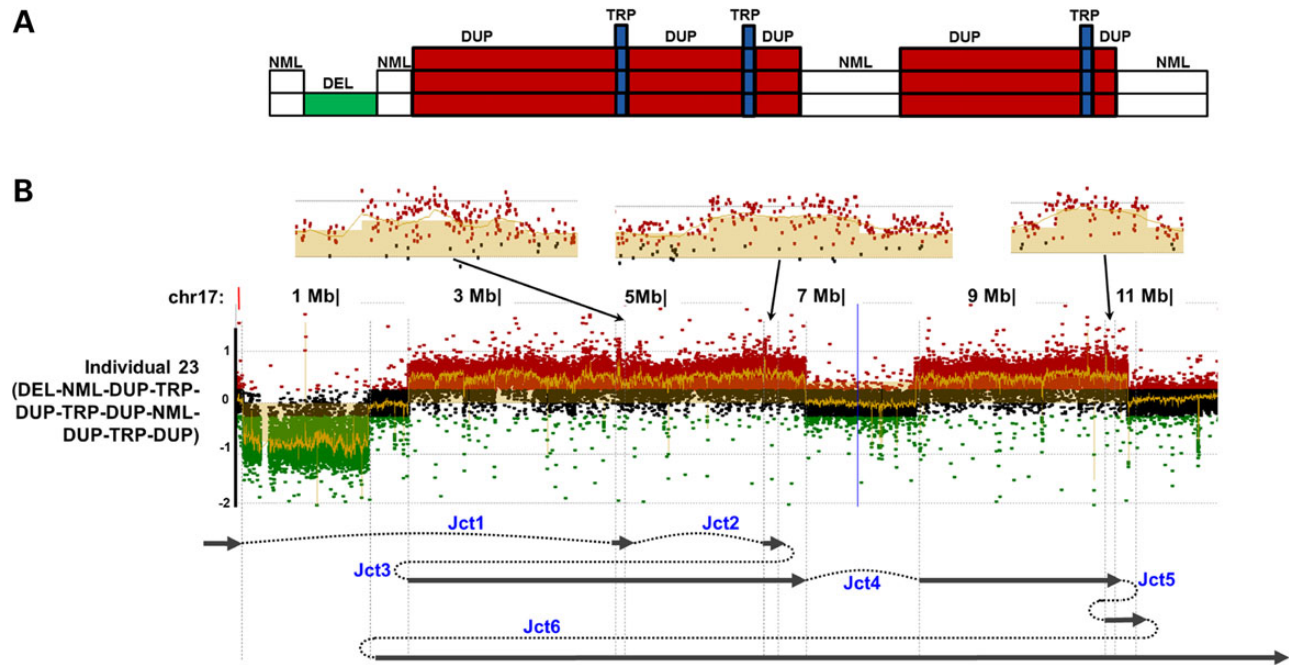 A
TRP TRP TRP
DUP DUP DUP DUP DUP
NML NML NML NML
DEL
B
chr17: 1 Mb| 3 Mb| 5Mb| 7 Mb| 9 Mb| 11 Mb|
Individual 23
(DEL-NML-DUP-TRP-
DUP-TRP-DUP-NML-
DUP-TRP-DUP)
1
0
-1
-2
Jct1 Jct2
Jct3 Jct4 Jct5
Jct6